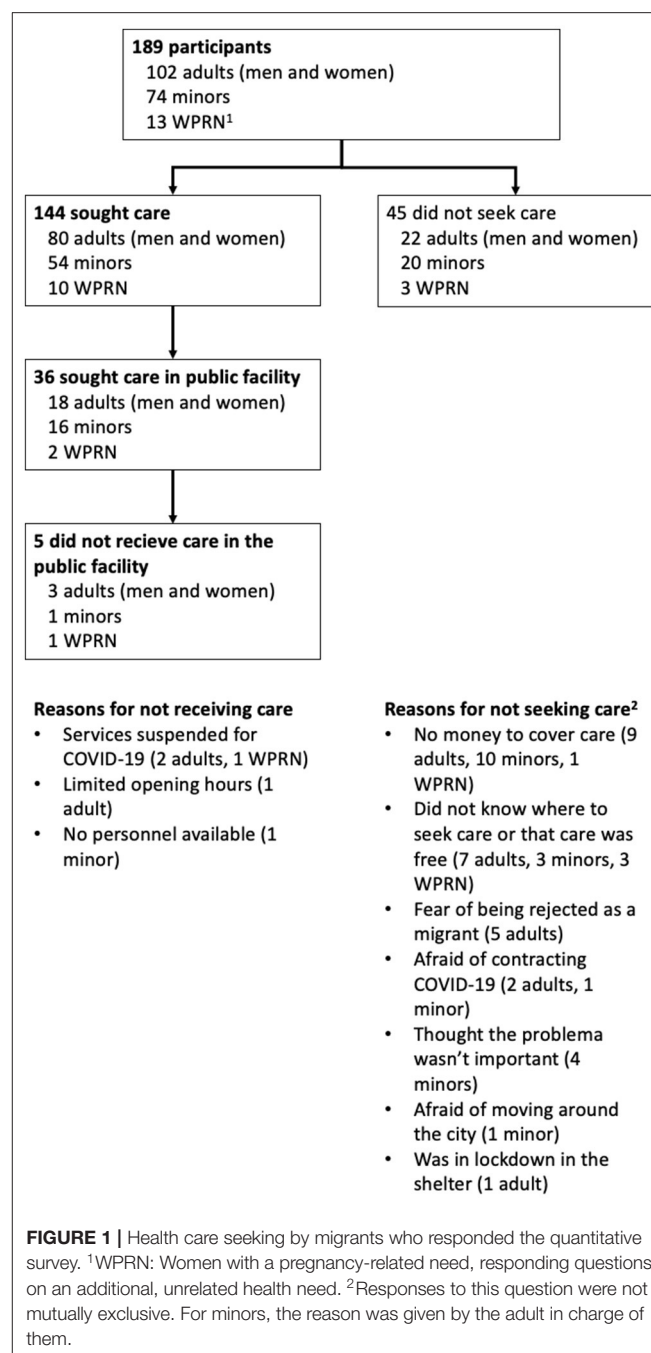 189 participants
102 adults (men and women)
74 minors
13 WPRN¹
144 sought care
80 adults (men and women)
54 minors
10 WPRN
45 did not seek care
22 adults (men and women)
20 minors
3 WPRN
36 sought care in public facility
18 adults (men and women)
16 minors
2 WPRN
5 did not recieve care in the
public facility
3 adults (men and women)
1 minors
1 WPRN
Reasons for not receiving care
• Services suspended for
COVID-19 (2 adults, 1 WPRN)
• Limited opening hours (1
adult)
• No personnel available (1
minor)
Reasons for not seeking care²
• No money to cover care (9
adults, 10 minors, 1
WPRN)
• Did not know where to
seek care or that care was
free (7 adults, 3 minors, 3
WPRN)
• Fear of being rejected as a
migrant (5 adults)
• Afraid of contracting
COVID-19 (2 adults, 1
minor)
• Thought the problema
wasn't important (4
minors)
• Afraid of moving around
the city (1 minor)
• Was in lockdown in the
shelter (1 adult)
FIGURE 1 | Health care seeking by migrants who responded the quantitative
survey. ¹WPRN: Women with a pregnancy-related need, responding questions
on an additional, unrelated health need. ²Responses to this question were not
mutually exclusive. For minors, the reason was given by the adult in charge of
them.